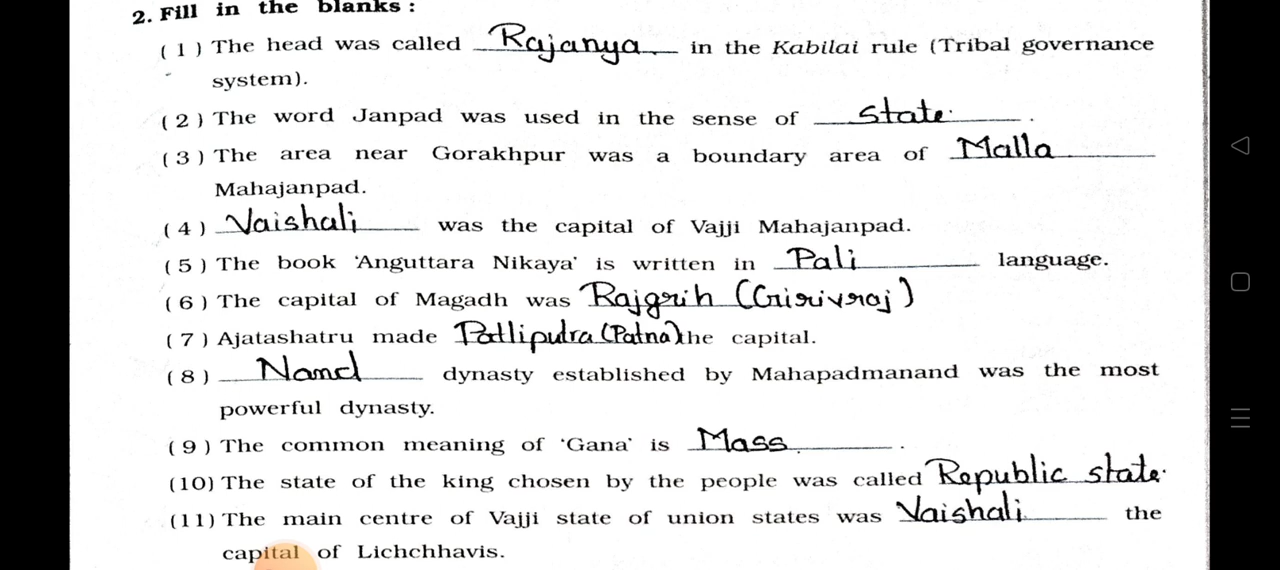 2. Fill in the blanks :
( 1 ) The head was called Rajanya in the Kabilai rule (Tribal governance
system).
( 2 ) The word Janpad was used in the sense of state.
( 3 ) The area near Gorakhpur was a boundary area of Malla
Mahajanpad.
( 4 ) Vaishali was the capital of Vajji Mahajanpad.
( 5 ) The book ‘Anguttara Nikaya’ is written in Pali language.
( 6 ) The capital of Magadh was Rajgrih (Girivraj)
( 7 ) Ajatashatru made Patliputra (Patna) the capital.
( 8 ) Nand dynasty established by Mahapadmanand was the most
powerful dynasty.
( 9 ) The common meaning of ‘Gana’ is Mass.
(10) The state of the king chosen by the people was called Republic state.
(11) The main centre of Vajji state of union states was Vaishali the
capital of Lichchhavis.